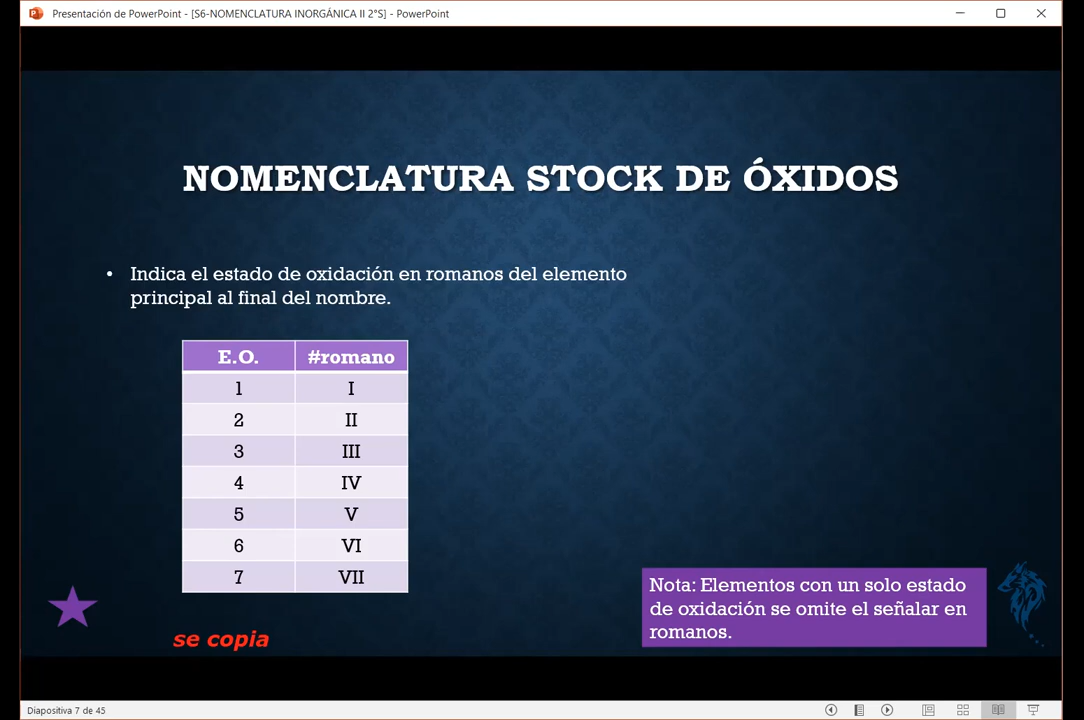 Presentación de PowerPoint - [S6-NOMENCLATURA INORGÁNICA II 2°S] - PowerPoint
NOMENCLATURA STOCK DE ÓXIDOS
• Indica el estado de oxidación en romanos del elemento
principal al final del nombre.
E.O. #romano
1 I
2 II
3 III
4 IV
5 V
6 VI
7 VII
Nota: Elementos con un solo estado
de oxidación se omite el señalar en
romanos.
se copia
Diapositiva 7 de 45